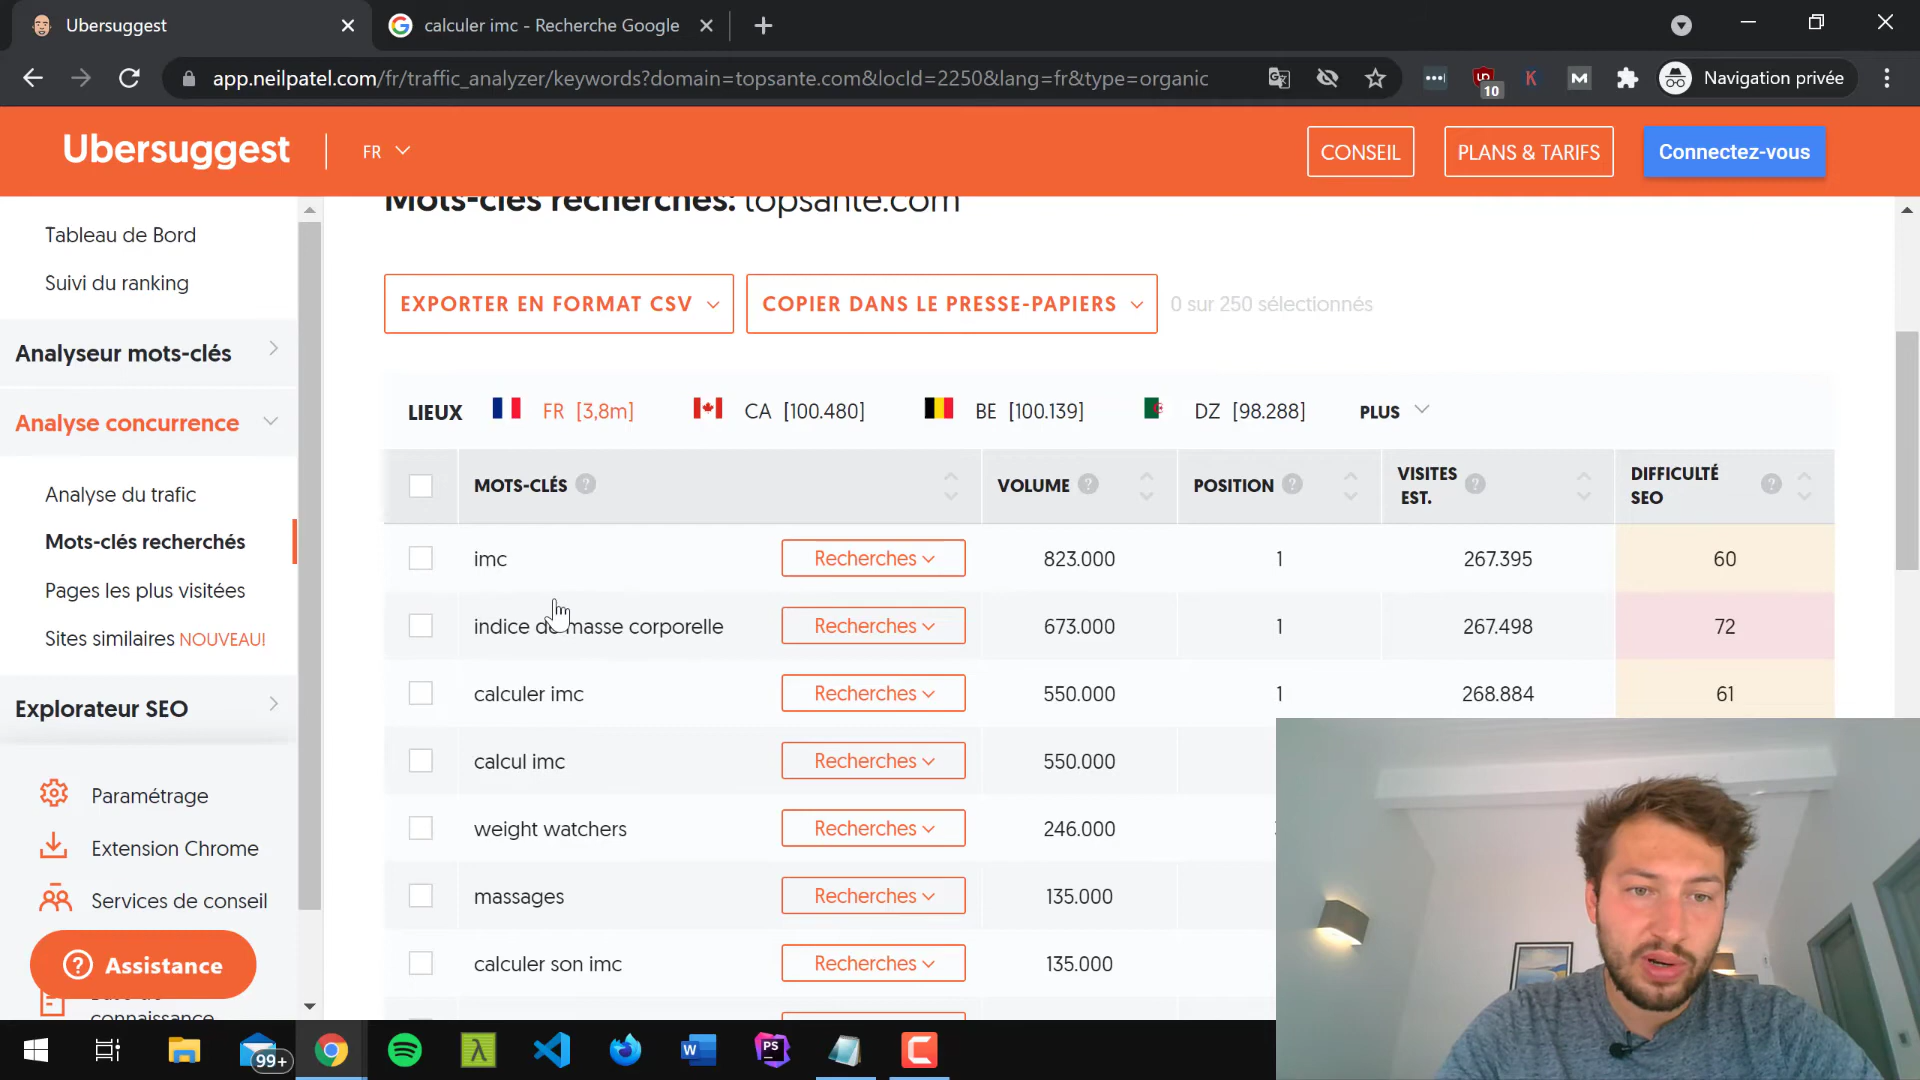 Ubersuggest
calculer imc - Recherche Google
app.neilpatel.com/fr/traffic_analyzer/keywords?domain=topsante.com&locId=2250&lang=fr&type=organic
10
K
M
Navigation privée
Ubersuggest
FR
CONSEIL
PLANS & TARIFS
Connectez-vous
Tableau de Bord
Suivi du ranking
Analyseur mots-clés
Analyse concurrence
Analyse du trafic
Mots-clés recherchés
Pages les plus visitées
Sites similaires NOUVEAU!
Explorateur SEO
Paramétrage
Extension Chrome
Services de conseil
Assistance
connaissance
Mots-clés recherchés: topsante.com
EXPORTER EN FORMAT CSV
COPIER DANS LE PRESSE-PAPIERS
0 sur 250 sélectionnés
LIEUX FR [3,8m] CA [100.480] BE [100.139] DZ [98.288] PLUS
MOTS-CLÉS ? VOLUME ? POSITION ? VISITES EST. ? DIFFICULTÉ SEO ?
imc Recherches 823.000 1 267.395 60
indice de masse corporelle Recherches 673.000 1 267.498 72
calculer imc Recherches 550.000 1 268.884 61
calcul imc Recherches 550.000
weight watchers Recherches 246.000
massages Recherches 135.000
calculer son imc Recherches 135.000
99+
W
PS
C